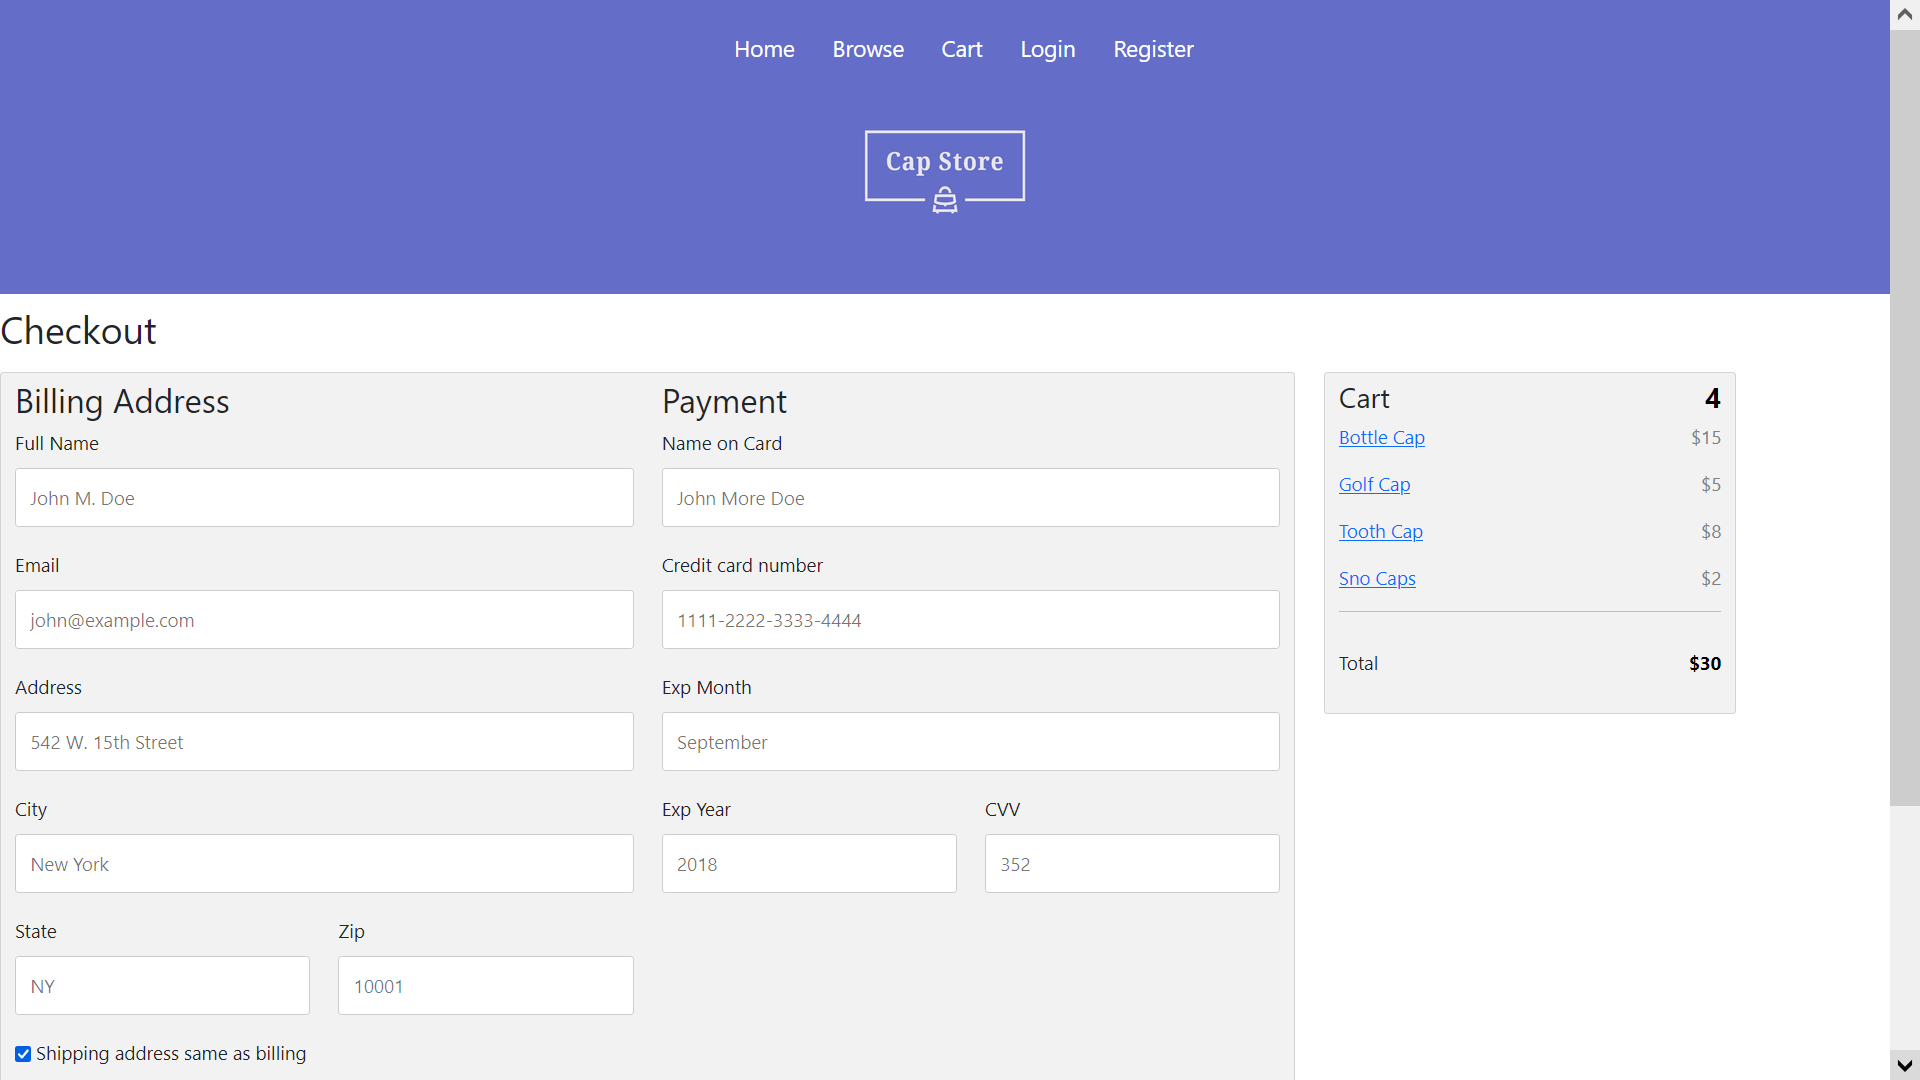 Home Browse Cart Login Register
Cap Store
Checkout
Billing Address
Full Name
John M. Doe
Email
john@example.com
Address
542 W. 15th Street
City
New York
State Zip
NY 10001
Shipping address same as billing
Payment
Name on Card
John More Doe
Credit card number
1111-2222-3333-4444
Exp Month
September
Exp Year CVV
2018 352
Cart 4
Bottle Cap $15
Golf Cap $5
Tooth Cap $8
Sno Caps $2
Total $30